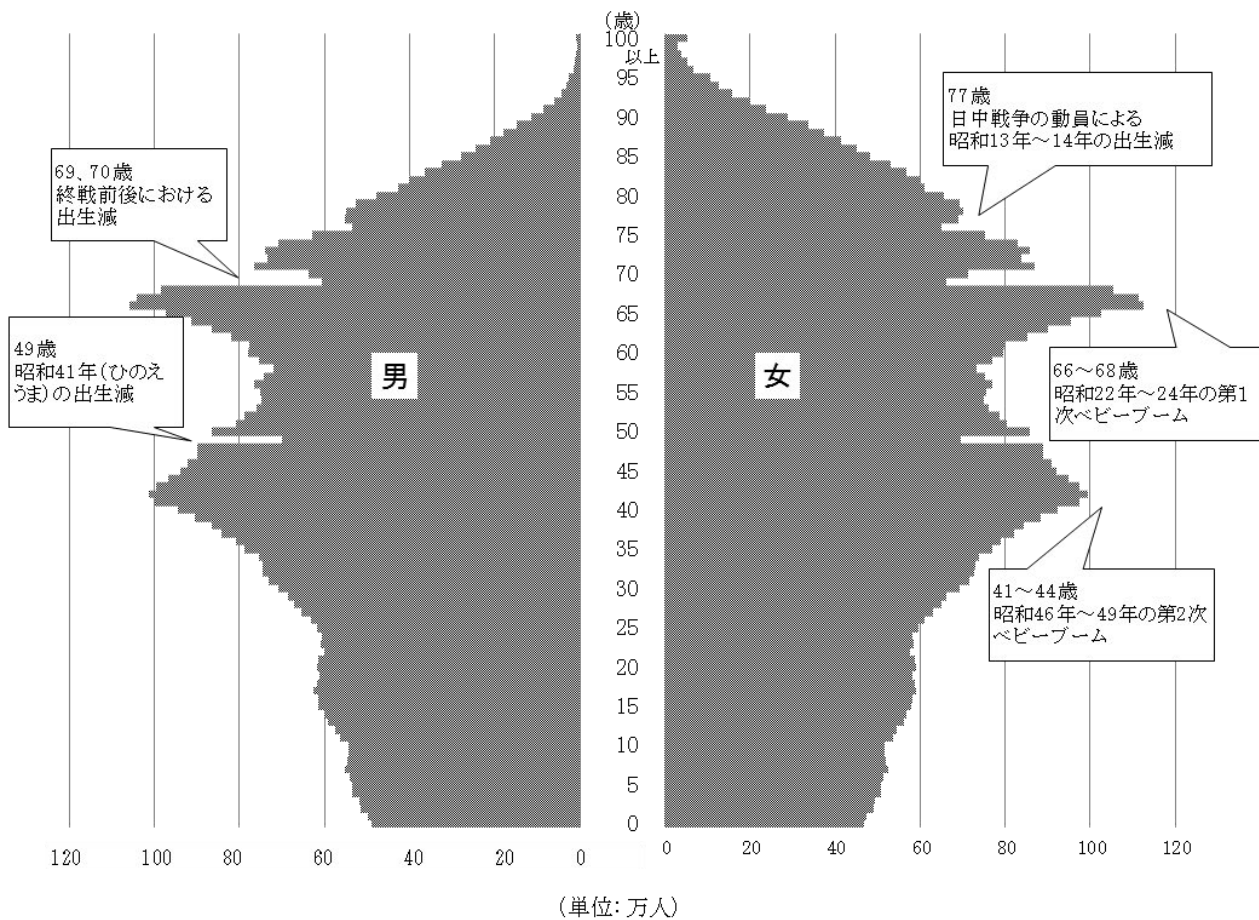 (歳)
100
以上
95
90
85
80
75
70
65
60
55
50
45
40
35
30
25
20
15
10
5
0
77歳
日中戦争の動員による
昭和13年～14年の出生減
69、70歳
終戦前後における
出生減
49歳
昭和41年(ひのえ
うま)の出生減
男
女
66～68歳
昭和22年～24年の第1
次ベビーブーム
41～44歳
昭和46年～49年の第2次
ベビーブーム
120 100 80 60 40 20 0
0 20 40 60 80 100 120
(単位: 万人)